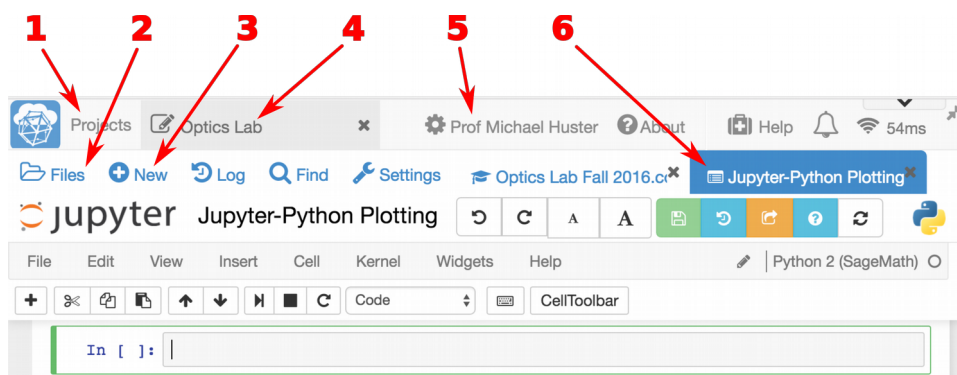 1 2 3 4 5 6
Projects Optics Lab × Prof Michael Huster ?About Help 54ms
Files New Log Find Settings Optics Lab Fall 2016.co× Jupyter-Python Plotting×
jupyter Jupyter-Python Plotting A A ?
File Edit View Insert Cell Kernel Widgets Help Python 2 (SageMath)
Code CellToolbar
In [ ]: